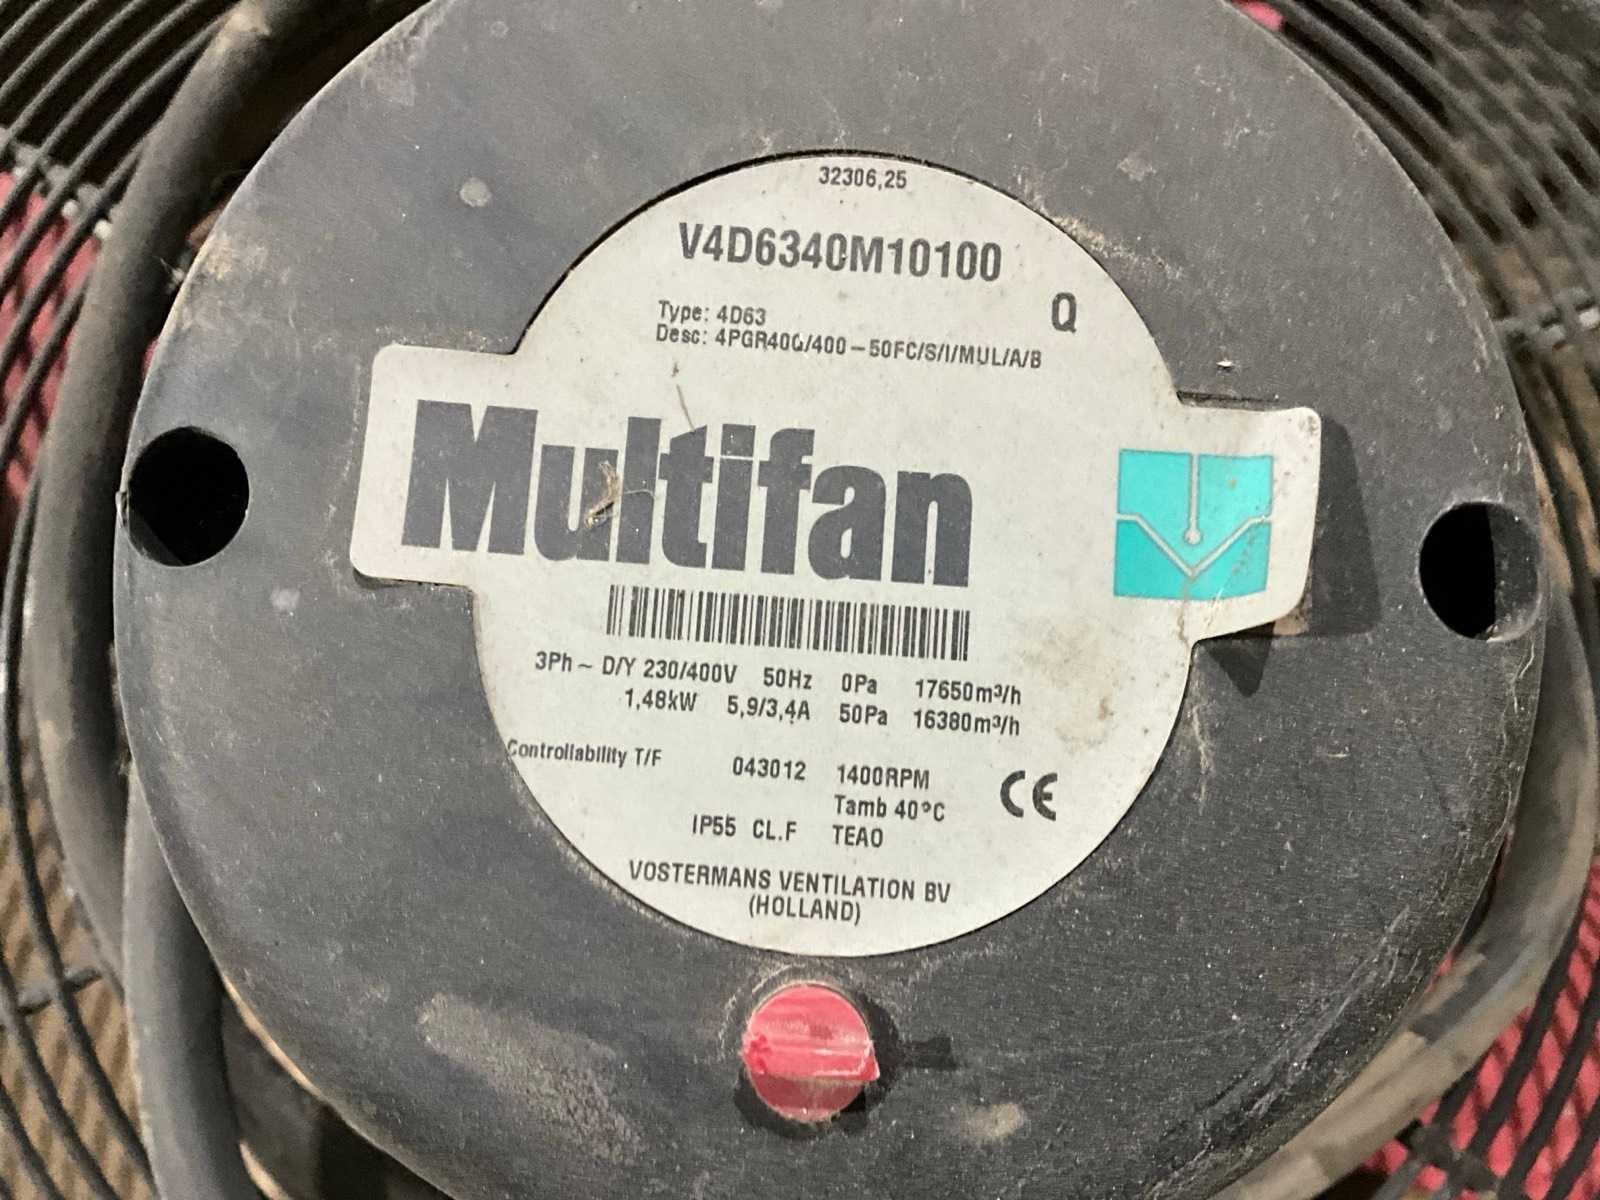 32306,25
V4D6340M10100
Q
Type: 4D63
Desc: 4PGR40Q/400-50FC/S/I/MUL/A/B
Multifan
3Ph ~ D/Y 230/400V 50Hz 0Pa 17650m³/h
1,48kW 5,9/3,4A 50Pa 16380m³/h
Controllability T/F 043012 1400RPM
Tamb 40°C
CE
IP55 CL.F TEAO
VOSTERMANS VENTILATION BV
(HOLLAND)